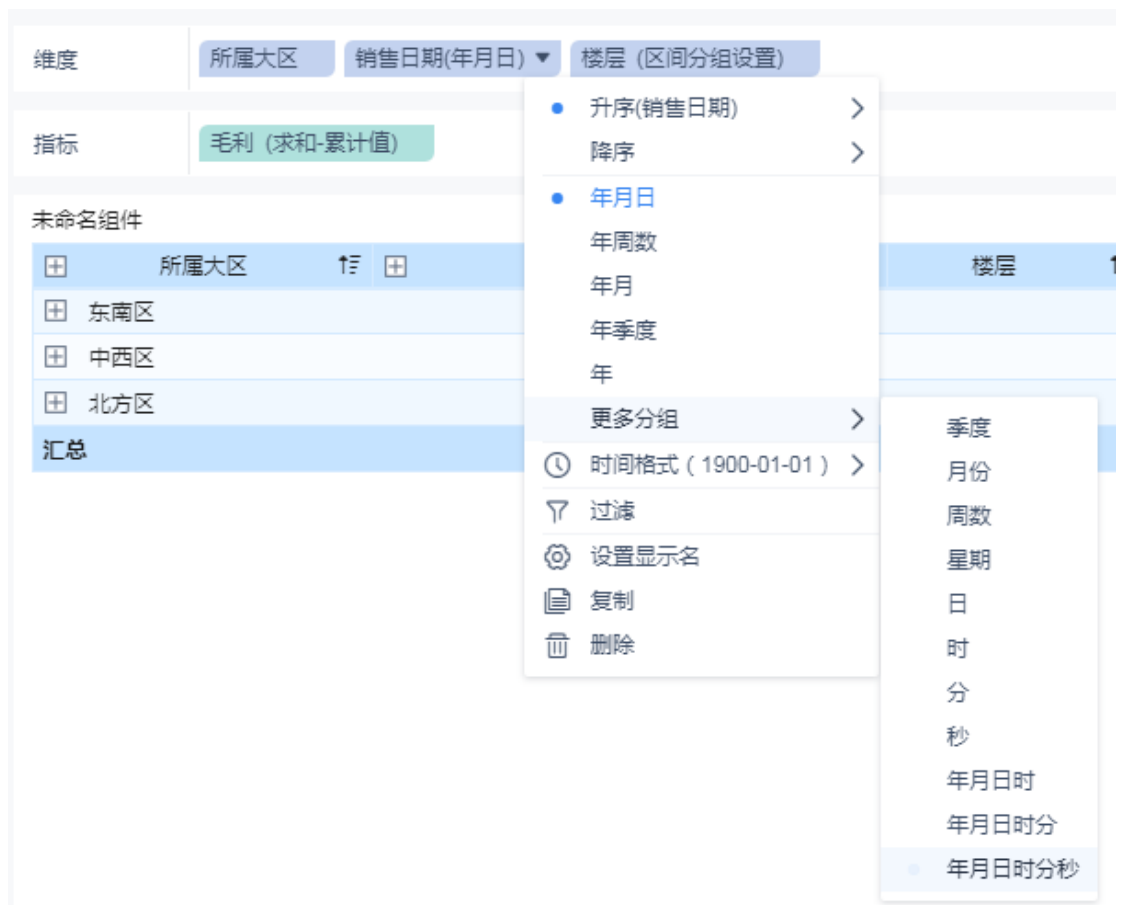 维度 所属大区 销售日期(年月日) 楼层 (区间分组设置)
升序(销售日期)
指标 毛利 (求和-累计值)
降序
年月日
未命名组件
年周数
所属大区 楼层
年月
东南区
年季度
中西区
年
北方区
更多分组
季度
汇总
时间格式 ( 1900-01-01 )
月份
过滤
周数
设置显示名
星期
复制
日
删除
时
分
秒
年月日时
年月日时分
年月日时分秒